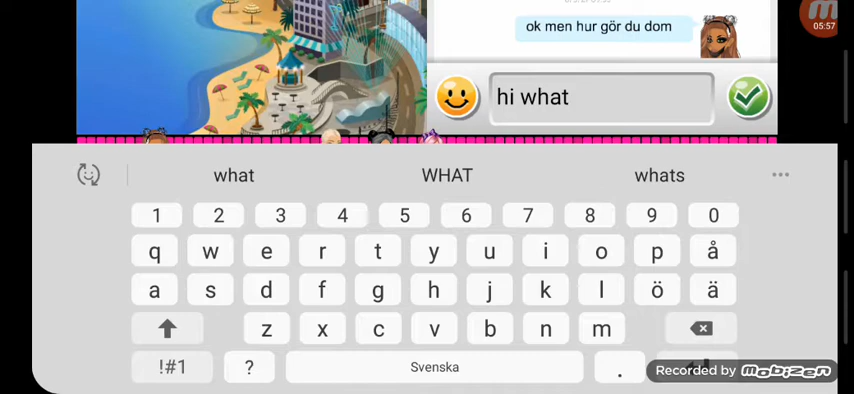 05:57
ok men hur gör du dom
hi what
what WHAT whats
1 2 3 4 5 6 7 8 9 0
q w e r t y u i o p å
a s d f g h j k l ö ä
z x c v b n m
!#1 ? Svenska .
Recorded by mobizen